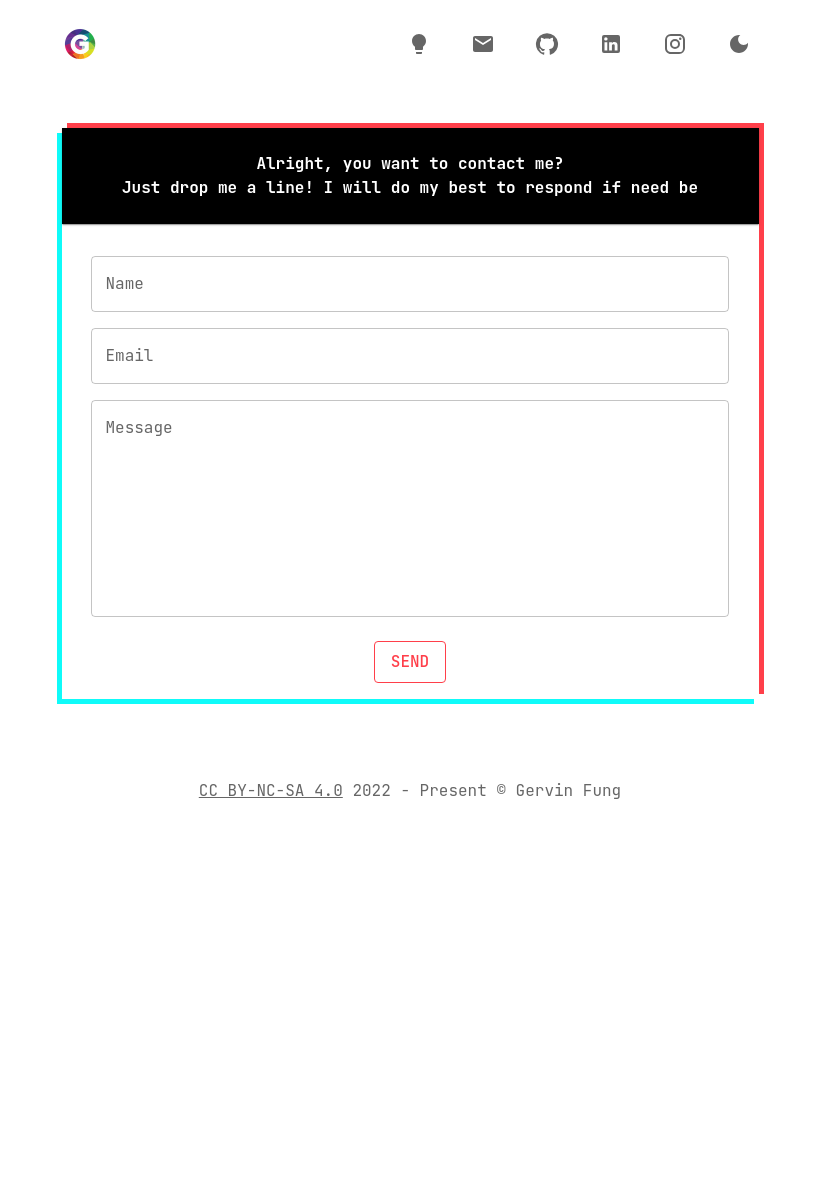 G
Alright, you want to contact me?
Just drop me a line! I will do my best to respond if need be
Name
Email
Message
SEND
CC BY-NC-SA 4.0 2022 - Present © Gervin Fung